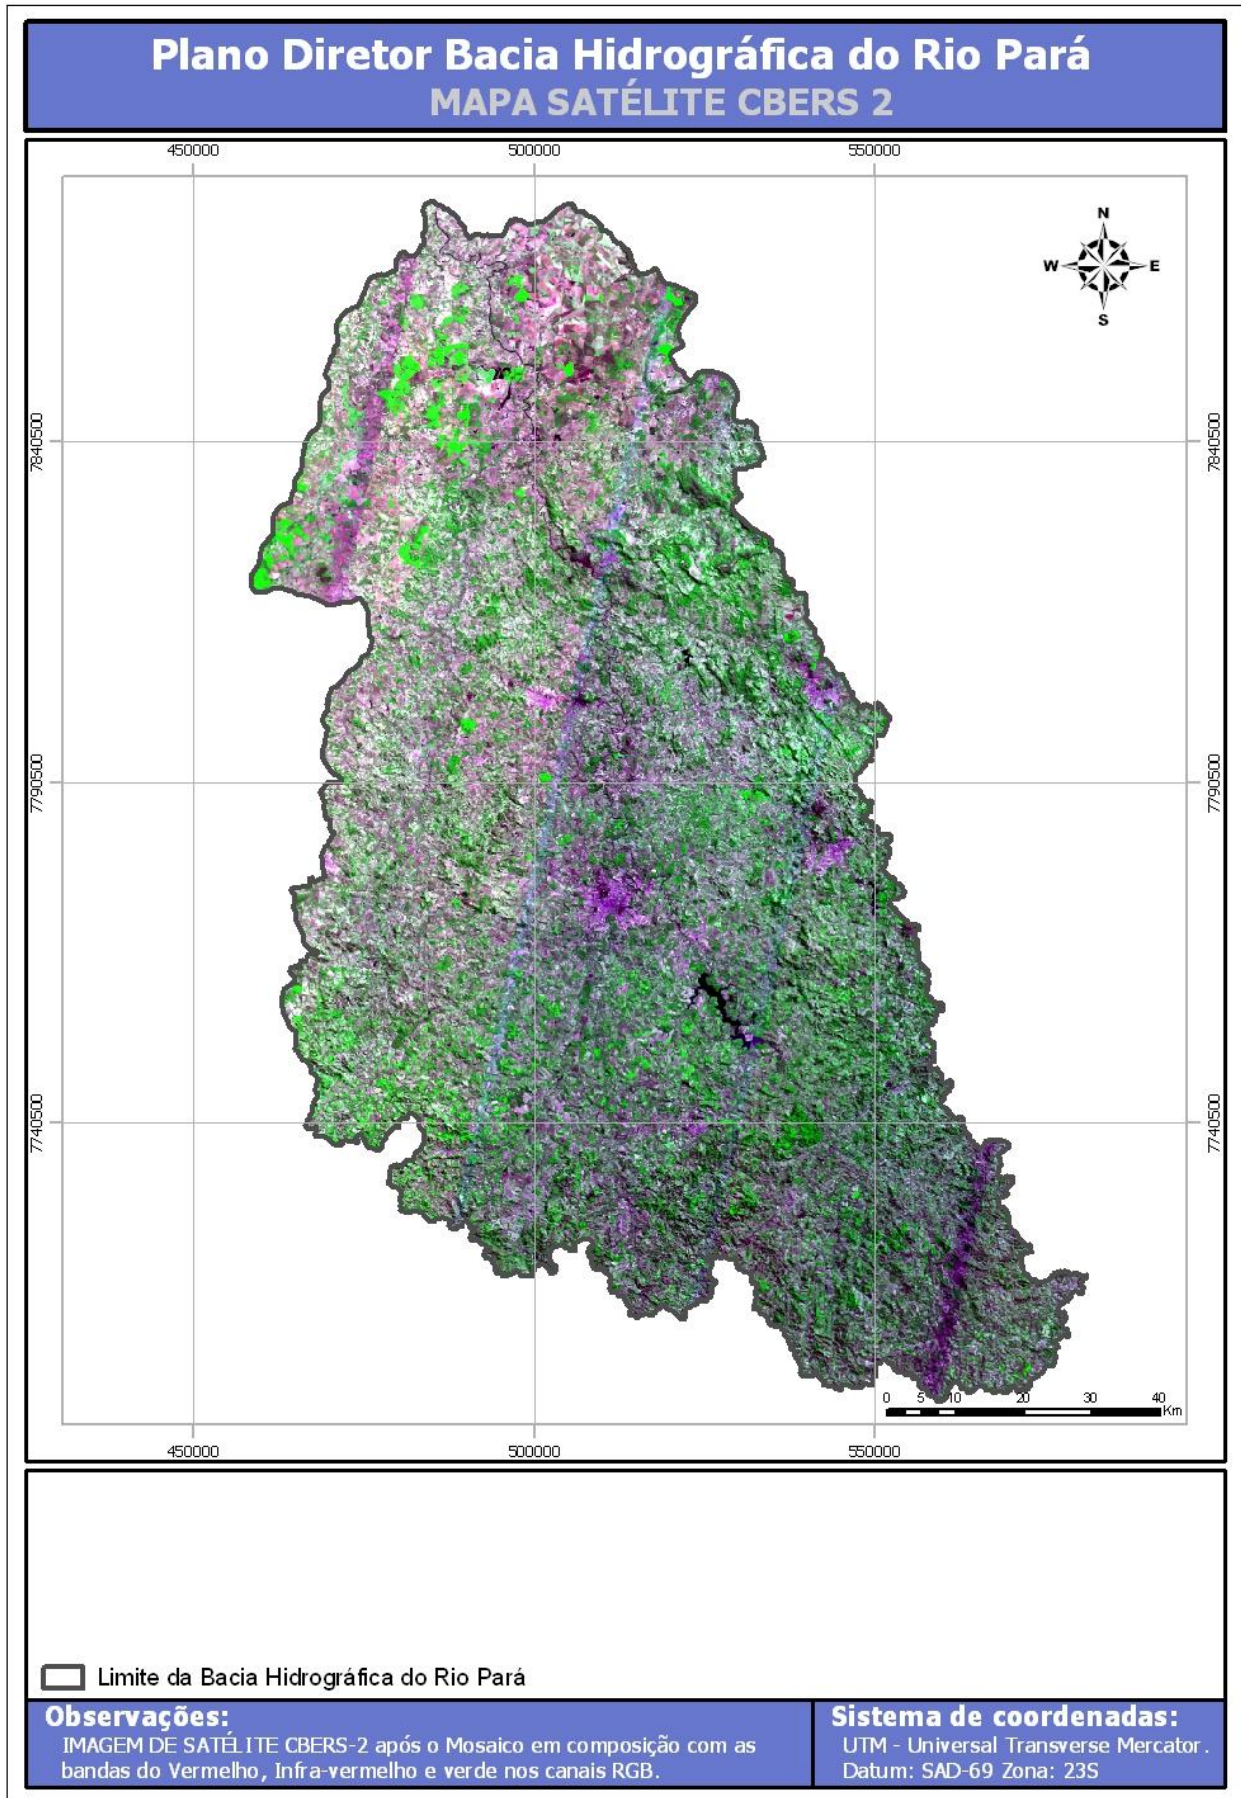 Plano Diretor Bacia Hidrográfica do Rio Pará
MAPA SATÉLITE CBERS 2
450000 500000 550000
N
W E
S
7840500 7840500
7790500 7790500
7740500 7740500
0 5 10 20 30 40
Km
450000 500000 550000
Limite da Bacia Hidrográfica do Rio Pará
Observações:
IMAGEM DE SATÉLITE CBERS-2 após o Mosaico em composição com as
bandas do Vermelho, Infra-vermelho e verde nos canais RGB.
Sistema de coordenadas:
UTM - Universal Transverse Mercator.
Datum: SAD-69 Zona: 23S